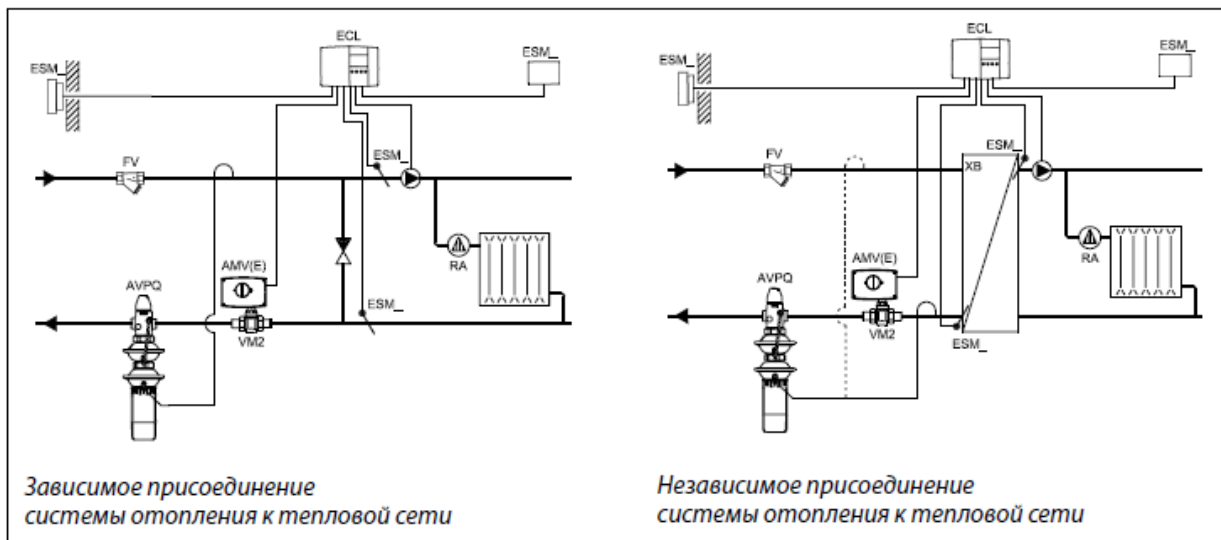 ECL
ESM_
ESM_
FV
ESM_
AMV(E)
AVPQ
RA
ESM_
VM2
Зависимое присоединение
системы отопления к тепловой сети
ECL
ESM_
ESM_
FV
ESM_
XB
AMV(E)
AVPQ
RA
VM2
ESM_
Независимое присоединение
системы отопления к тепловой сети